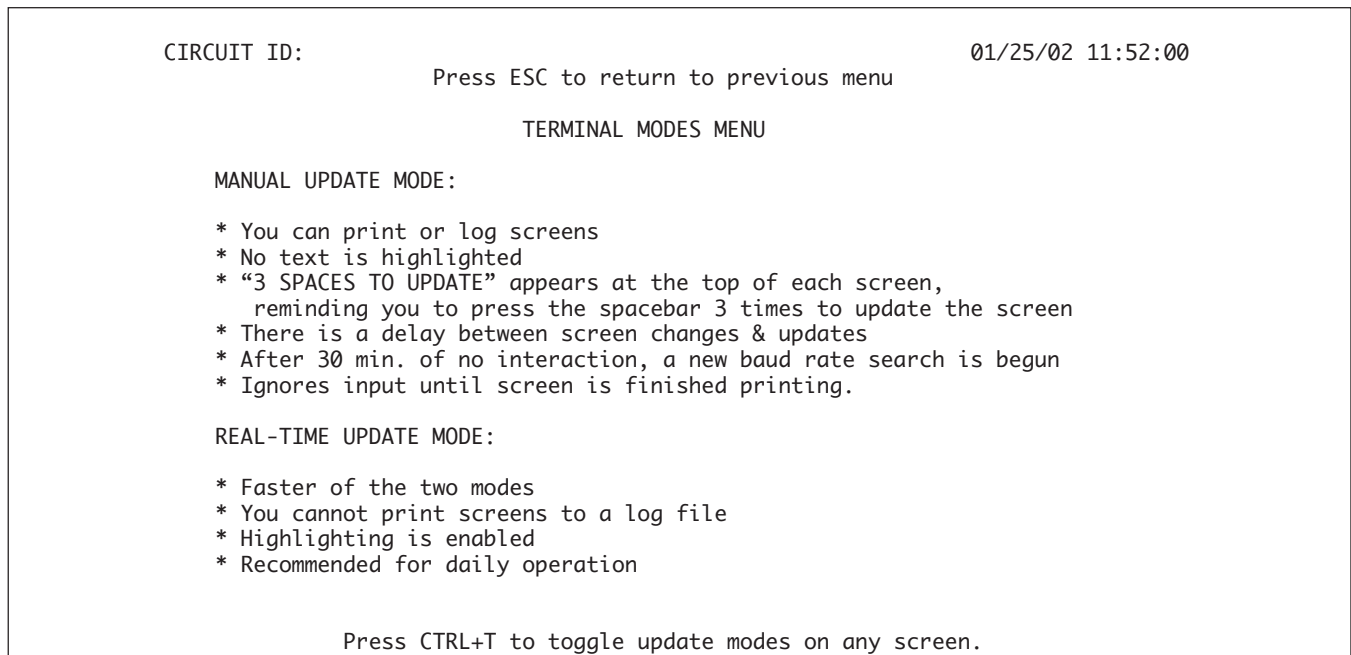 CIRCUIT ID: 01/25/02 11:52:00
Press ESC to return to previous menu
TERMINAL MODES MENU
MANUAL UPDATE MODE:
* You can print or log screens
* No text is highlighted
* “3 SPACES TO UPDATE” appears at the top of each screen,
reminding you to press the spacebar 3 times to update the screen
* There is a delay between screen changes & updates
* After 30 min. of no interaction, a new baud rate search is begun
* Ignores input until screen is finished printing.
REAL-TIME UPDATE MODE:
* Faster of the two modes
* You cannot print screens to a log file
* Highlighting is enabled
* Recommended for daily operation
Press CTRL+T to toggle update modes on any screen.